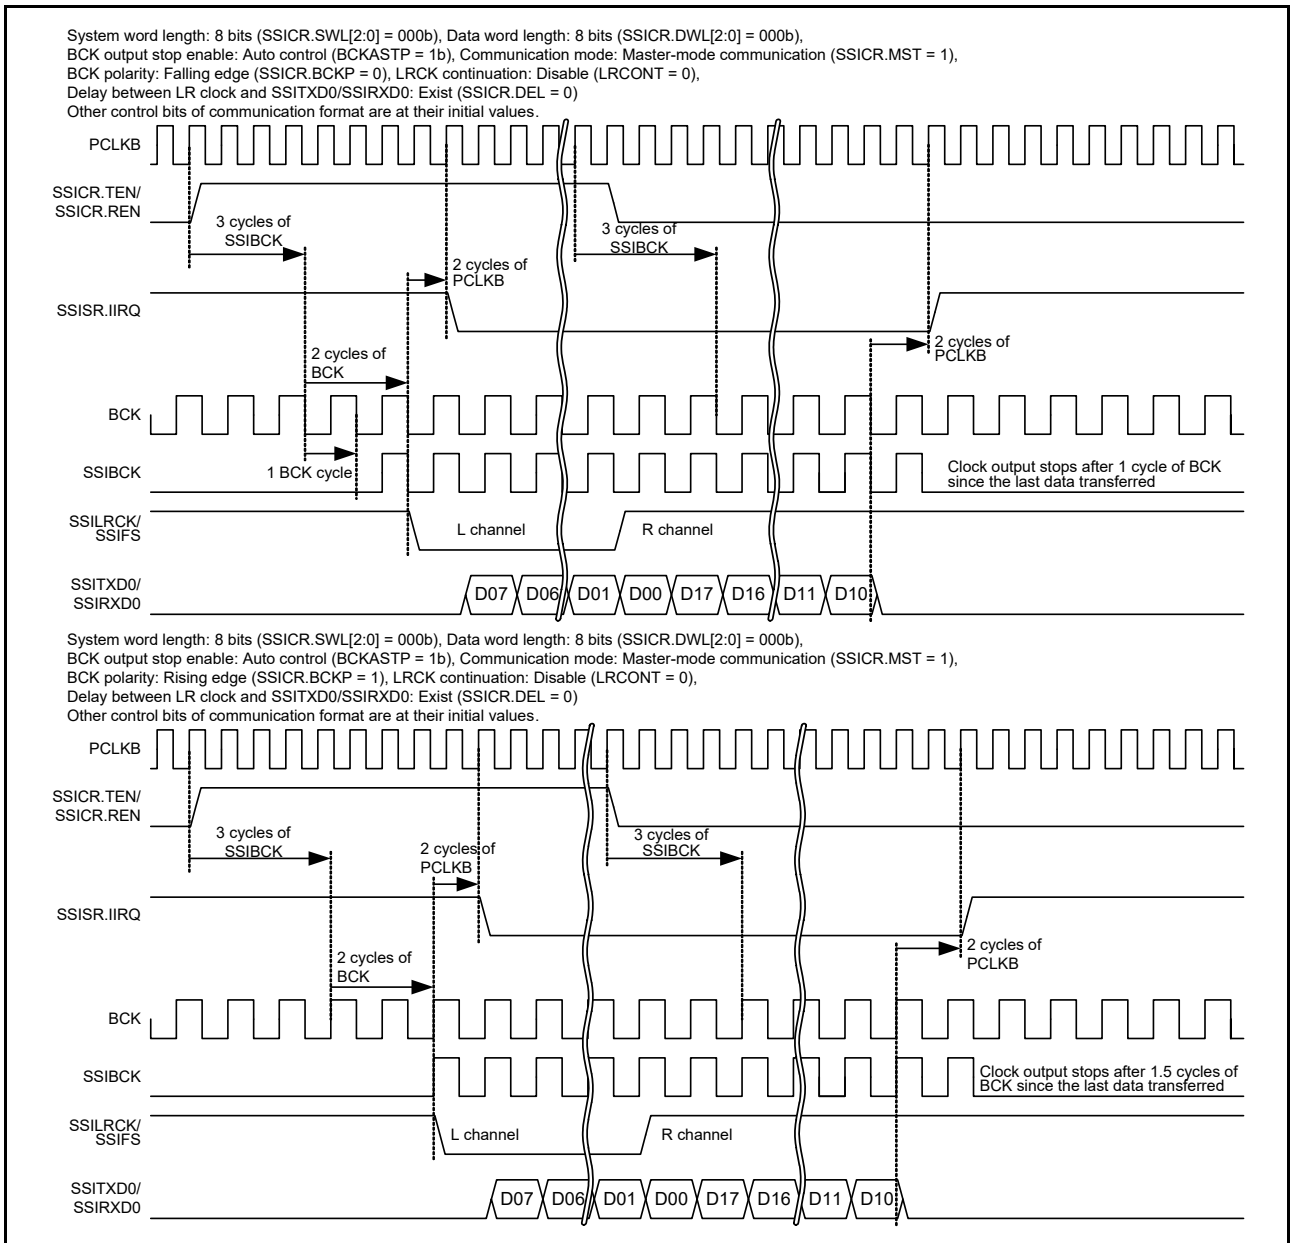 System word length: 8 bits (SSICR.SWL[2:0] = 000b), Data word length: 8 bits (SSICR.DWL[2:0] = 000b),
BCK output stop enable: Auto control (BCKASTP = 1b), Communication mode: Master-mode communication (SSICR.MST = 1),
BCK polarity: Falling edge (SSICR.BCKP = 0), LRCK continuation: Disable (LRCONT = 0),
Delay between LR clock and SSITXD0/SSIRXD0: Exist (SSICR.DEL = 0)
Other control bits of communication format are at their initial values.
PCLKB
SSICR.TEN/
SSICR.REN
3 cycles of
SSIBCK
3 cycles of
SSIBCK
2 cycles of
PCLKB
SSISR.IIRQ
2 cycles of
PCLKB
2 cycles of
BCK
BCK
SSIBCK
1 BCK cycle
Clock output stops after 1 cycle of BCK
since the last data transferred
SSILRCK/
SSIFS
L channel
R channel
SSITXD0/
SSIRXD0
D07 D06 D01 D00 D17 D16 D11 D10
System word length: 8 bits (SSICR.SWL[2:0] = 000b), Data word length: 8 bits (SSICR.DWL[2:0] = 000b),
BCK output stop enable: Auto control (BCKASTP = 1b), Communication mode: Master-mode communication (SSICR.MST = 1),
BCK polarity: Rising edge (SSICR.BCKP = 1), LRCK continuation: Disable (LRCONT = 0),
Delay between LR clock and SSITXD0/SSIRXD0: Exist (SSICR.DEL = 0)
Other control bits of communication format are at their initial values.
PCLKB
SSICR.TEN/
SSICR.REN
3 cycles of
SSIBCK
2 cycles of
PCLKB
3 cycles of
SSIBCK
SSISR.IIRQ
2 cycles of
PCLKB
2 cycles of
BCK
BCK
SSIBCK
Clock output stops after 1.5 cycles of
BCK since the last data transferred
SSILRCK/
SSIFS
L channel
R channel
SSITXD0/
SSIRXD0
D07 D06 D01 D00 D17 D16 D11 D10